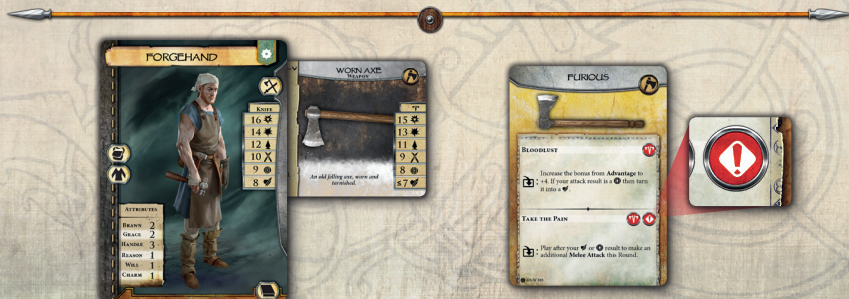 FORGEHAND
KNIFE
16
14
12
10
9
8
ATTRIBUTES
BRAWN 2
GRACE 2
HANDLE 3
REASON 1
WILL 1
CHARM 1
WORN AXE
WEAPON
An old felling axe, worn and
tarnished.
15
13
11
9
8
≤7
FURIOUS
BLOODLUST
Increase the bonus from Advantage to
+4. If your attack result is a then turn
it into a .
TAKE THE PAIN
Play after your or result to make an
additional Melee Attack this Round.